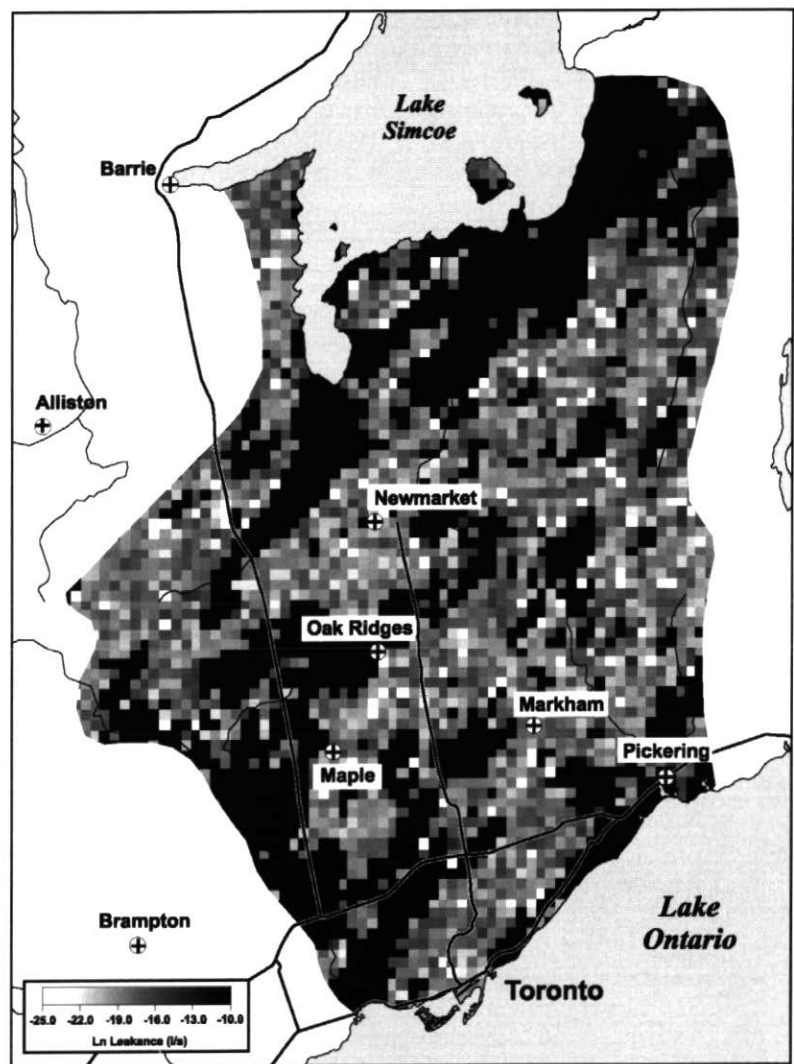 Lake
Simcoe
Barrie
Alliston
Newmarket
Oak Ridges
Markham
Pickering
Maple
Brampton
Lake
Ontario
Toronto
-25.0 -22.0 -19.0 -16.0 -13.0 -10.0
Ln Leakance (l/s)